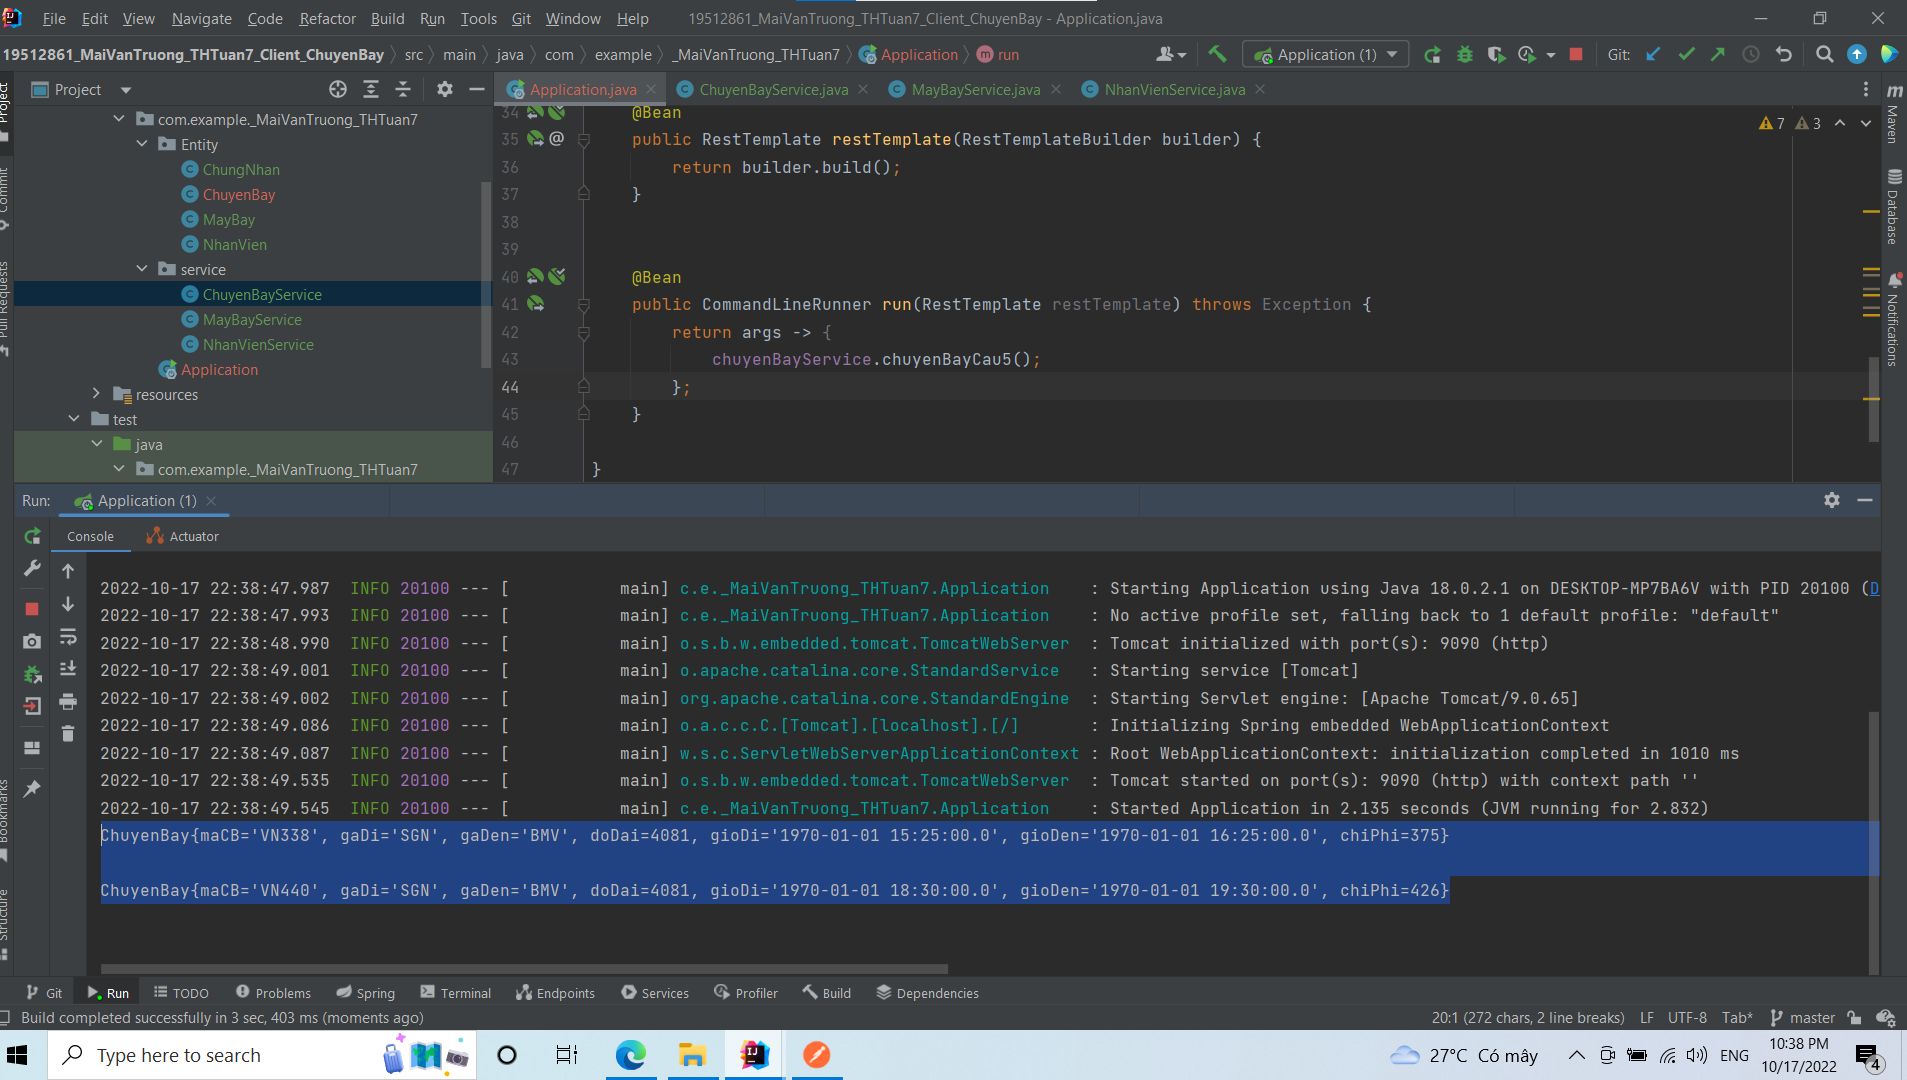 File Edit View Navigate Code Refactor Build Run Tools Git Window Help 19512861_MaiVanTruong_THTuan7_Client_ChuyenBay - Application.java
19512861_MaiVanTruong_THTuan7_Client_ChuyenBay src main java com example _MaiVanTruong_THTuan7 Application run Application (1) Git:
Project
Application.java ChuyenBayService.java MayBayService.java NhanVienService.java
com.example._MaiVanTruong_THTuan7
Entity
ChungNhan
ChuyenBay
MayBay
NhanVien
service
ChuyenBayService
MayBayService
NhanVienService
Application
resources
test
java
com.example._MaiVanTruong_THTuan7
7 3
34 @Bean
35 @ public RestTemplate restTemplate(RestTemplateBuilder builder) {
36 return builder.build();
37 }
38
39
40 @Bean
41 public CommandLineRunner run(RestTemplate restTemplate) throws Exception {
42 return args -> {
43 chuyenBayService.chuyenBayCau5();
44 };
45 }
46
47 }
Project
Commit
Pull Requests
Bookmarks
Structure
Maven
Database
Notifications
Run: Application (1)
Console Actuator
2022-10-17 22:38:47.987 INFO 20100 --- [ main] c.e._MaiVanTruong_THTuan7.Application : Starting Application using Java 18.0.2.1 on DESKTOP-MP7BA6V with PID 20100 (D
2022-10-17 22:38:47.993 INFO 20100 --- [ main] c.e._MaiVanTruong_THTuan7.Application : No active profile set, falling back to 1 default profile: "default"
2022-10-17 22:38:48.990 INFO 20100 --- [ main] o.s.b.w.embedded.tomcat.TomcatWebServer : Tomcat initialized with port(s): 9090 (http)
2022-10-17 22:38:49.001 INFO 20100 --- [ main] o.apache.catalina.core.StandardService : Starting service [Tomcat]
2022-10-17 22:38:49.002 INFO 20100 --- [ main] org.apache.catalina.core.StandardEngine : Starting Servlet engine: [Apache Tomcat/9.0.65]
2022-10-17 22:38:49.086 INFO 20100 --- [ main] o.a.c.c.C.[Tomcat].[localhost].[/] : Initializing Spring embedded WebApplicationContext
2022-10-17 22:38:49.087 INFO 20100 --- [ main] w.s.c.ServletWebServerApplicationContext : Root WebApplicationContext: initialization completed in 1010 ms
2022-10-17 22:38:49.535 INFO 20100 --- [ main] o.s.b.w.embedded.tomcat.TomcatWebServer : Tomcat started on port(s): 9090 (http) with context path ''
2022-10-17 22:38:49.545 INFO 20100 --- [ main] c.e._MaiVanTruong_THTuan7.Application : Started Application in 2.135 seconds (JVM running for 2.832)
ChuyenBay{maCB='VN338', gaDi='SGN', gaDen='BMV', doDai=4081, gioDi='1970-01-01 15:25:00.0', gioDen='1970-01-01 16:25:00.0', chiPhi=375}
ChuyenBay{maCB='VN440', gaDi='SGN', gaDen='BMV', doDai=4081, gioDi='1970-01-01 18:30:00.0', gioDen='1970-01-01 19:30:00.0', chiPhi=426}
Git Run TODO Problems Spring Terminal Endpoints Services Profiler Build Dependencies
Build completed successfully in 3 sec, 403 ms (moments ago) 20:1 (272 chars, 2 line breaks) LF UTF-8 Tab* master
Type here to search 27°C Có mây ENG 10:38 PM
10/17/2022 4